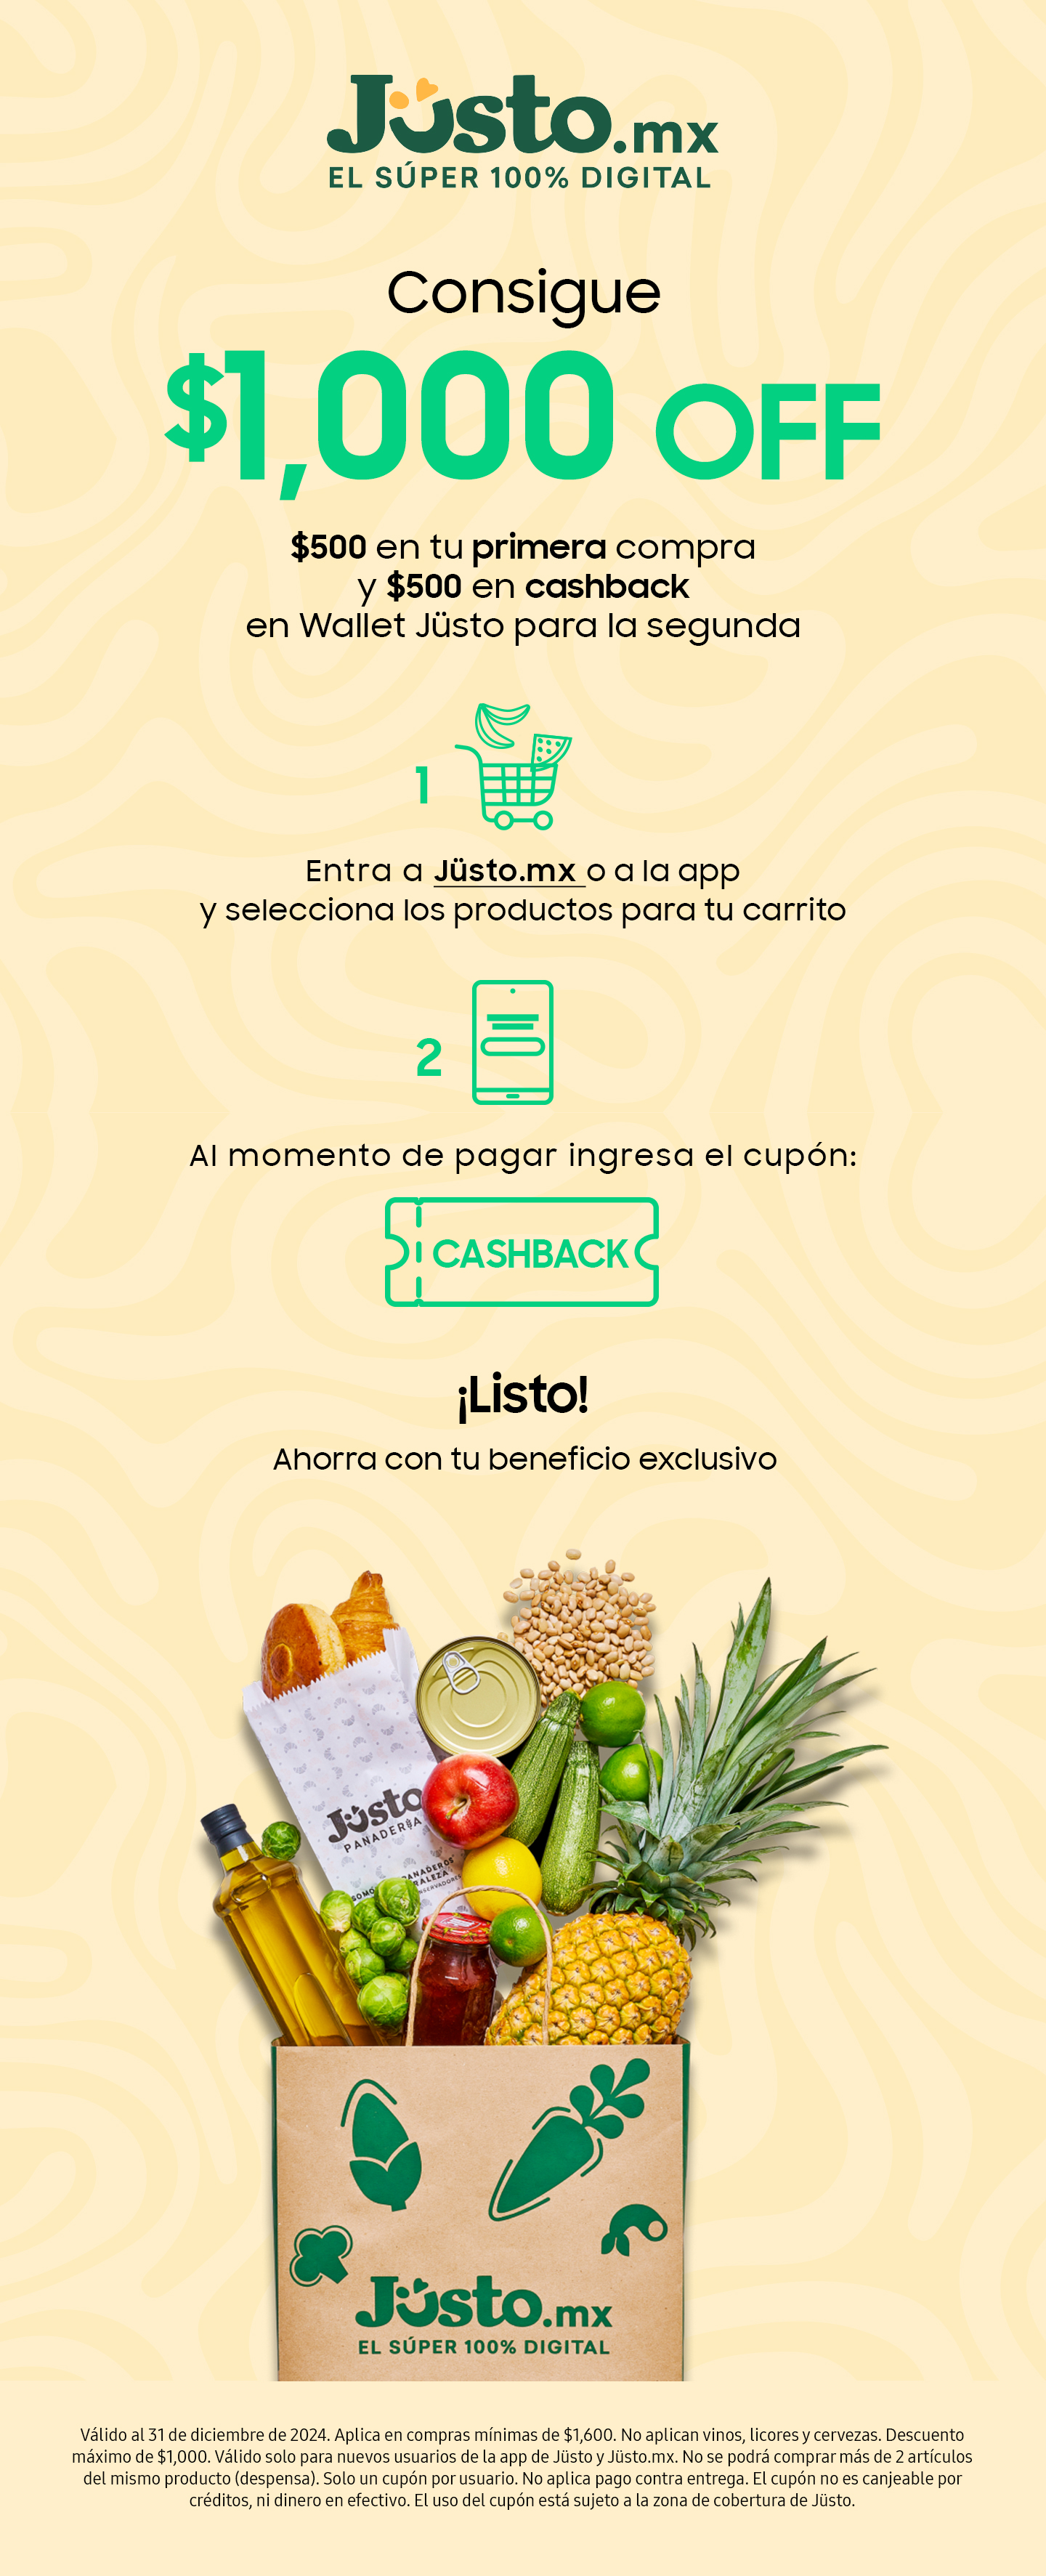 Jüsto.mx
EL SÚPER 100% DIGITAL
Consigue
$1,000 OFF
$500 en tu primera compra
y $500 en cashback
en Wallet Jüsto para la segunda
1
Entra a Jüsto.mx o a la app
y selecciona los productos para tu carrito
2
Al momento de pagar ingresa el cupón:
CASHBACK
¡Listo!
Ahorra con tu beneficio exclusivo
Jüsto
PANADERÍA
PANADEROS
Jüsto.mx
EL SÚPER 100% DIGITAL
Válido al 31 de diciembre de 2024. Aplica en compras mínimas de $1,600. No aplican vinos, licores y cervezas. Descuento
máximo de $1,000. Válido solo para nuevos usuarios de la app de Jüsto y Jüsto.mx. No se podrá comprar más de 2 artículos
del mismo producto (despensa). Solo un cupón por usuario. No aplica pago contra entrega. El cupón no es canjeable por
créditos, ni dinero en efectivo. El uso del cupón está sujeto a la zona de cobertura de Jüsto.